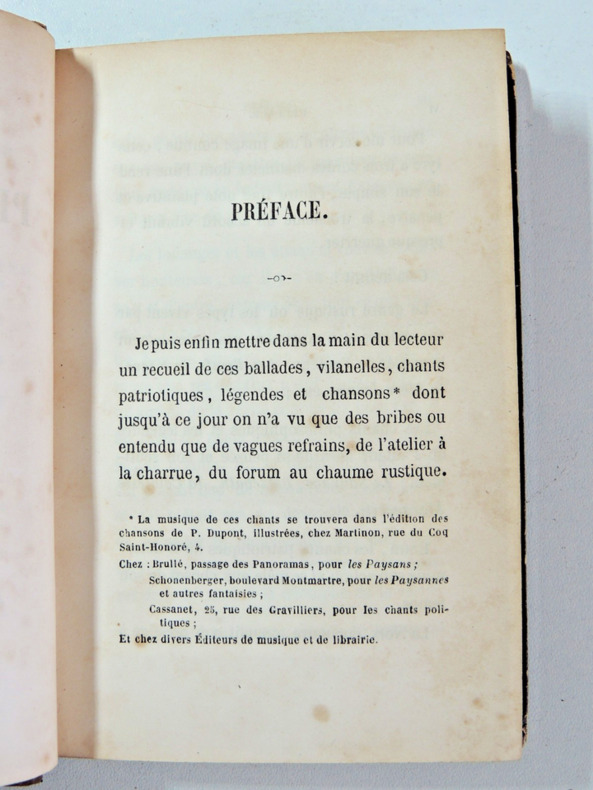 PRÉFACE.
Je puis enfin mettre dans la main du lecteur
un recueil de ces ballades, vilanelles, chants
patriotiques, légendes et chansons* dont
jusqu'à ce jour on n'a vu que des bribes ou
entendu que de vagues refrains, de l'atelier à
la charrue, du forum au chaume rustique.
* La musique de ces chants se trouvera dans l'édition des
chansons de P. Dupont, illustrées, chez Martinon, rue du Coq
Saint-Honoré, 4.
Chez : Brullé, passage des Panoramas, pour les Paysans ;
Schonenberger, boulevard Montmartre, pour les Paysannes
et autres fantaisies ;
Cassanet, 25, rue des Gravilliers, pour les chants poli-
tiques ;
Et chez divers Éditeurs de musique et de librairie.